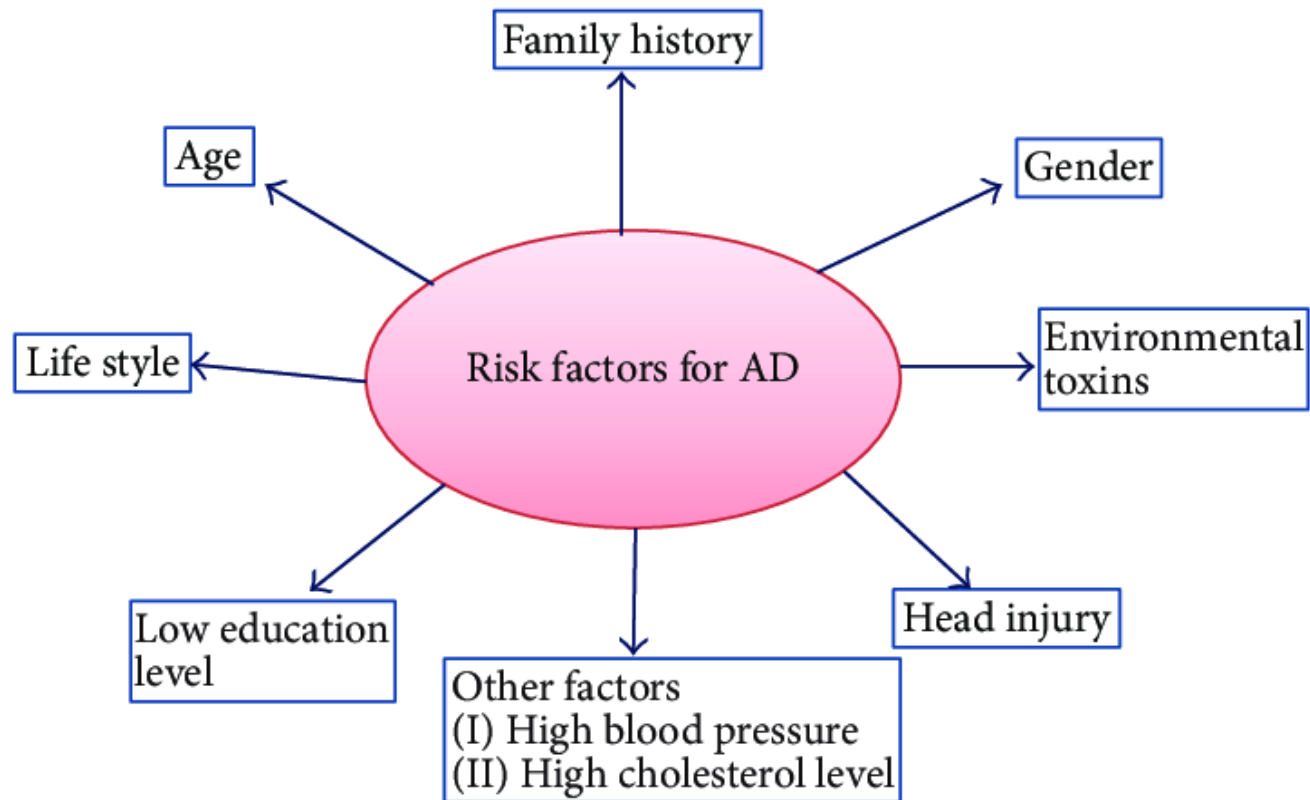 Family history
Age
Gender
Life style
Risk factors for AD
Environmental
toxins
Low education
level
Head injury
Other factors
(I) High blood pressure
(II) High cholesterol level